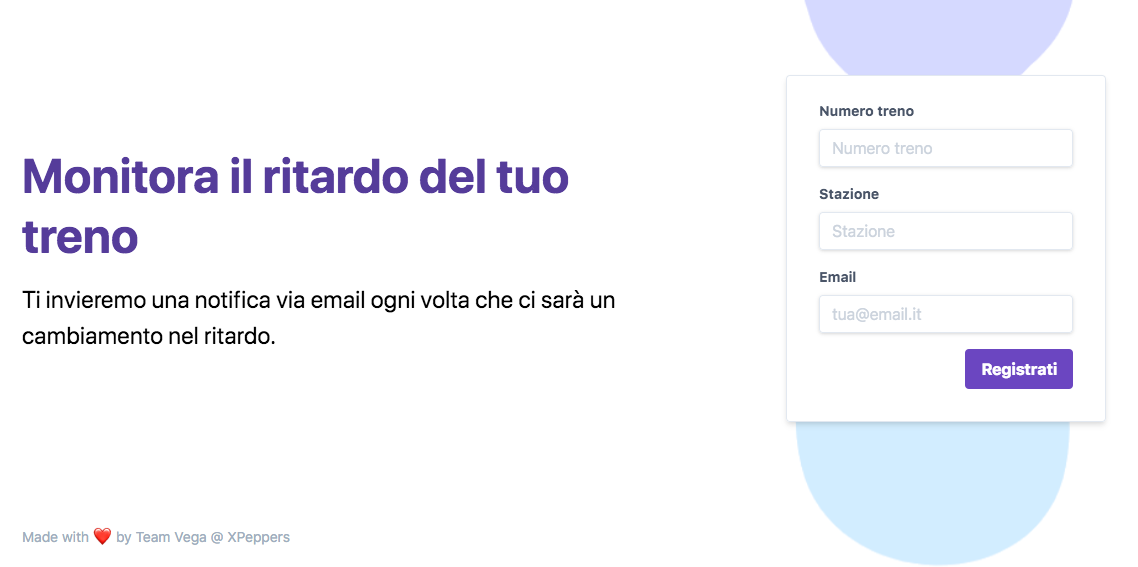 Monitora il ritardo del tuo
treno
Ti invieremo una notifica via email ogni volta che ci sarà un
cambiamento nel ritardo.
Made with ❤️ by Team Vega @ XPeppers
Numero treno
Numero treno
Stazione
Stazione
Email
tua@email.it
Registrati